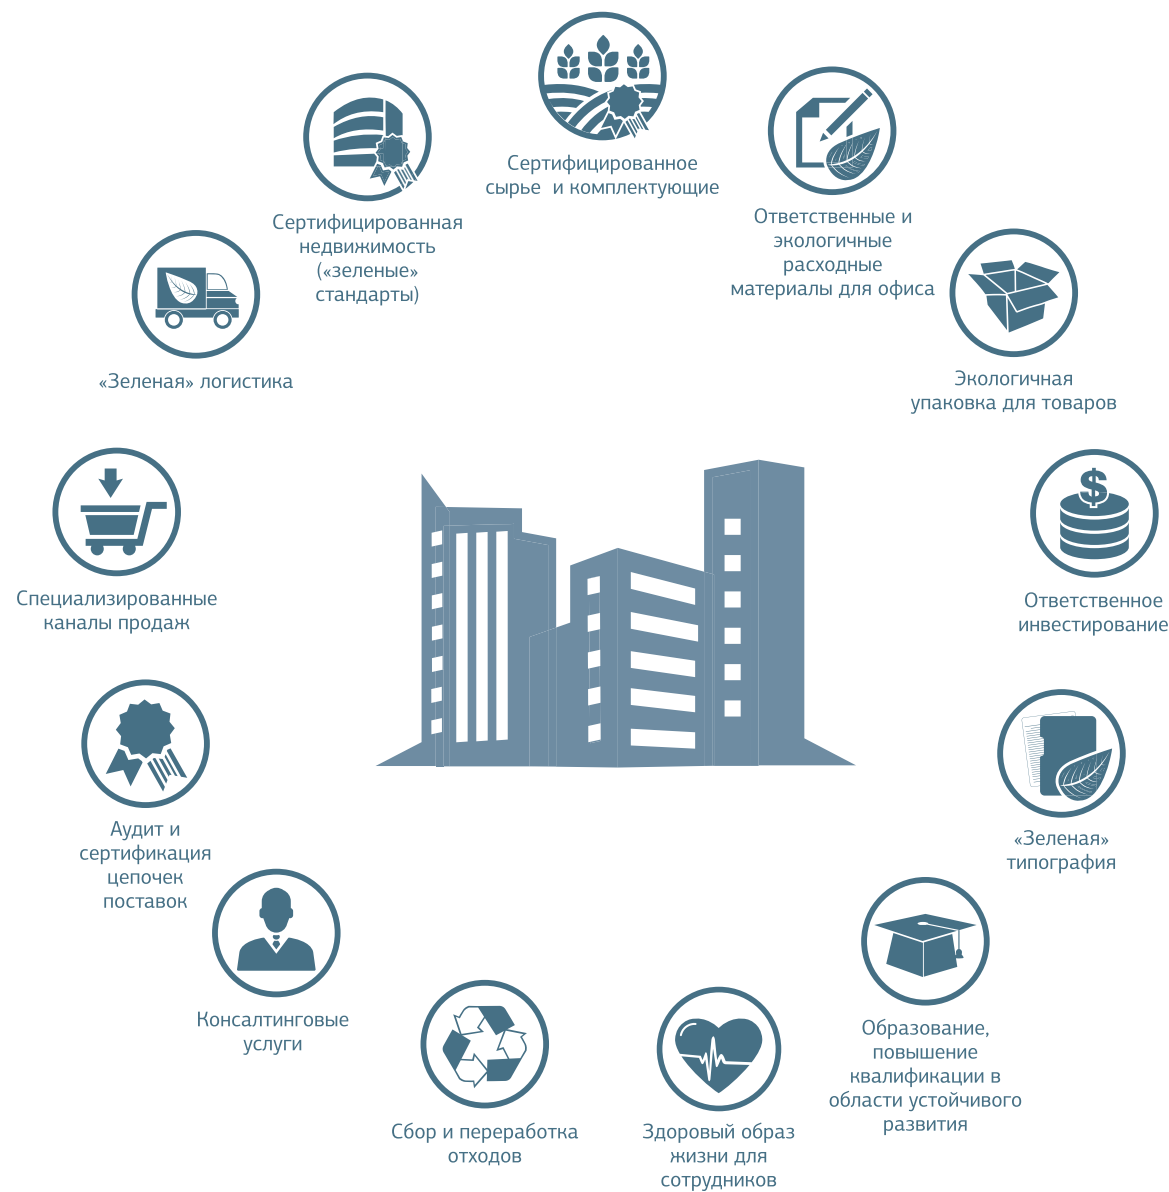 Сертифицированное
сырье и комплектующие
Ответственные и
экологичные
расходные
материалы для офиса
Экологичная
упаковка для товаров
$
Ответственное
инвестирование
«Зеленая»
типография
Образование,
повышение
квалификации в
области устойчивого
развития
Здоровый образ
жизни для
сотрудников
Сбор и переработка
отходов
Консалтинговые
услуги
Аудит и
сертификация
цепочек
поставок
Специализированные
каналы продаж
«Зеленая» логистика
Сертифицированная
недвижимость
(«зеленые»
стандарты)